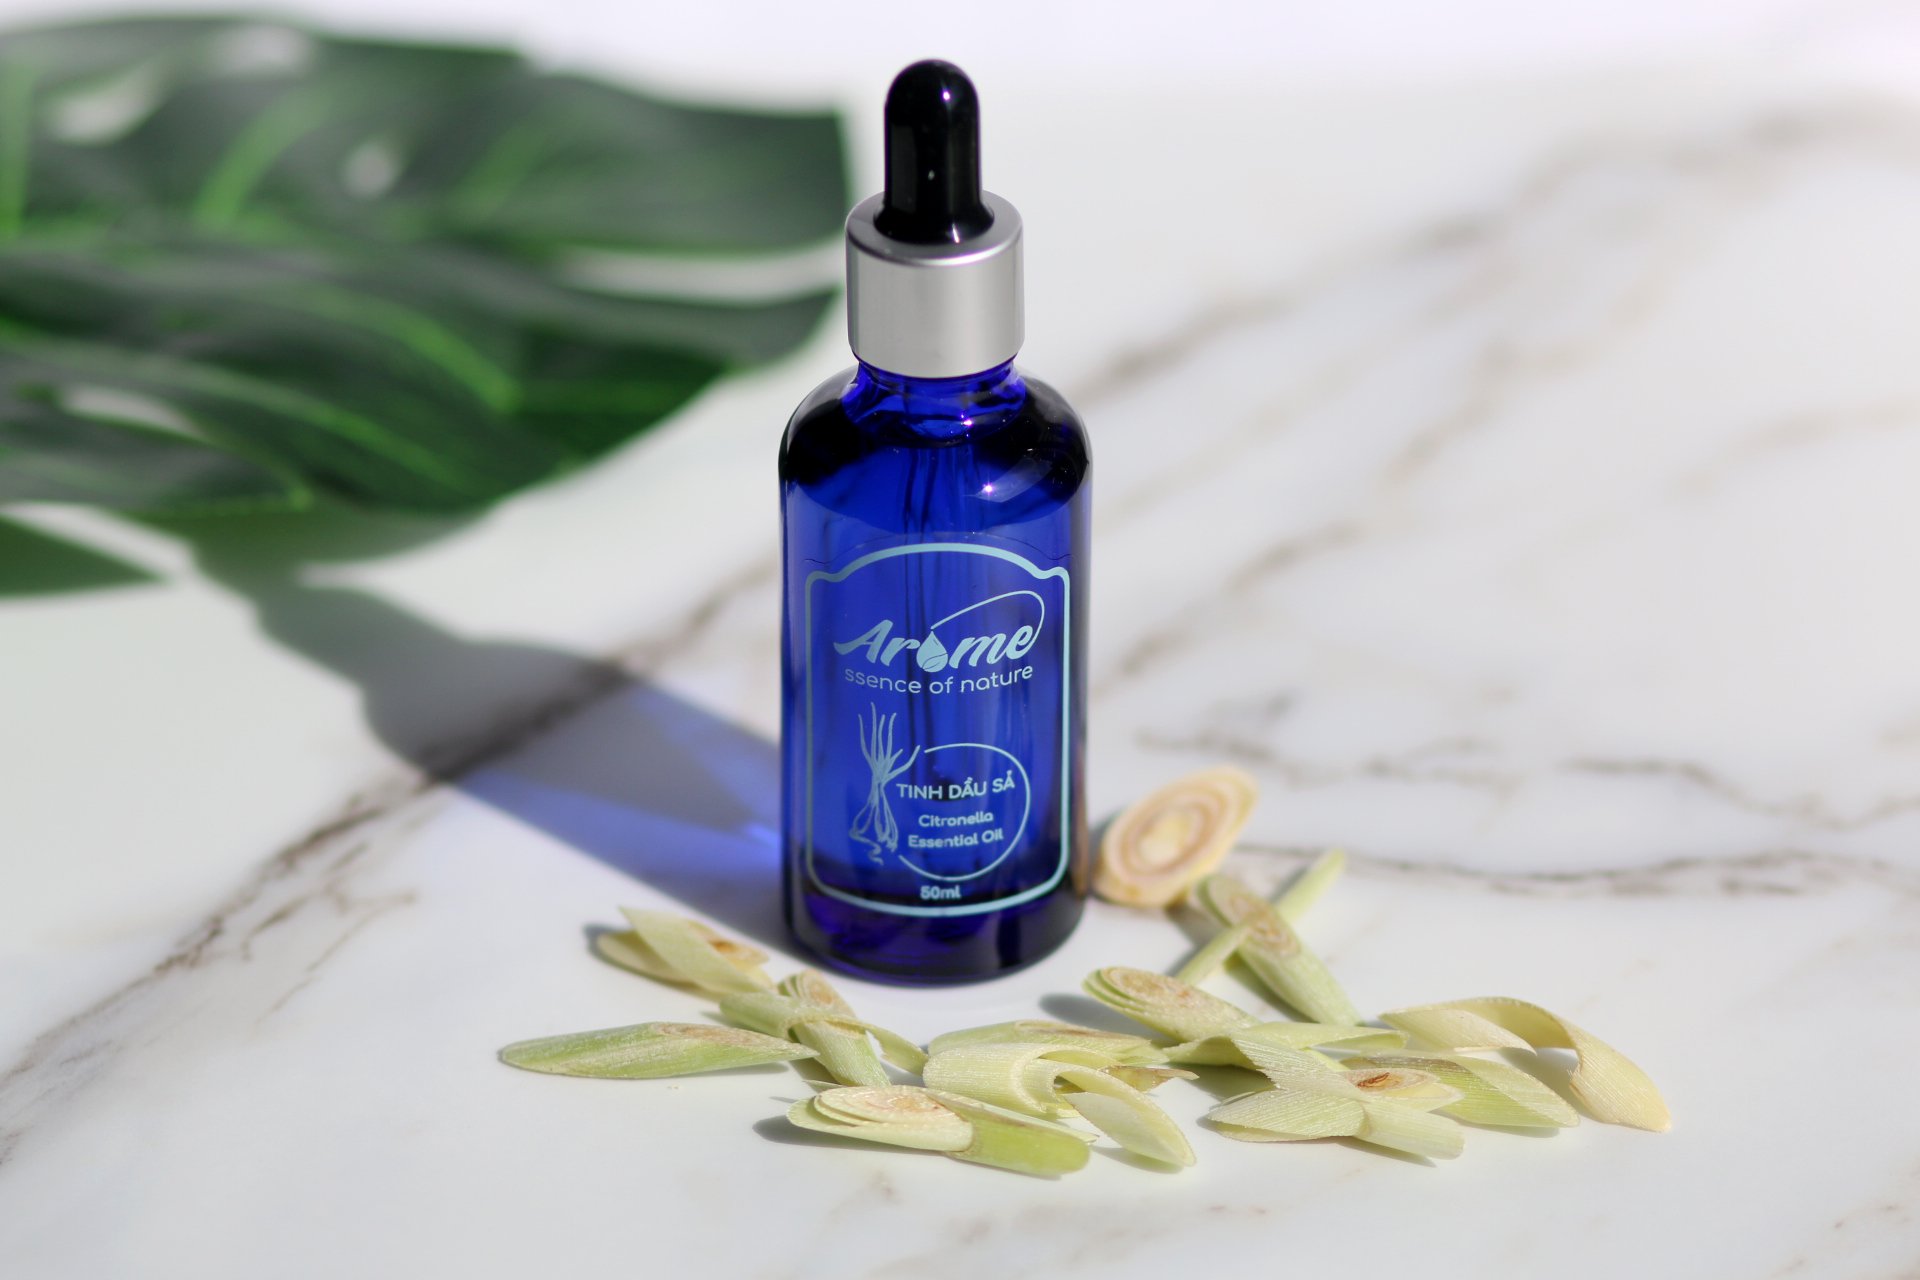 Arome
ssence of nature
TINH DẦU SẢ
Citronella
Essential Oil
50ml